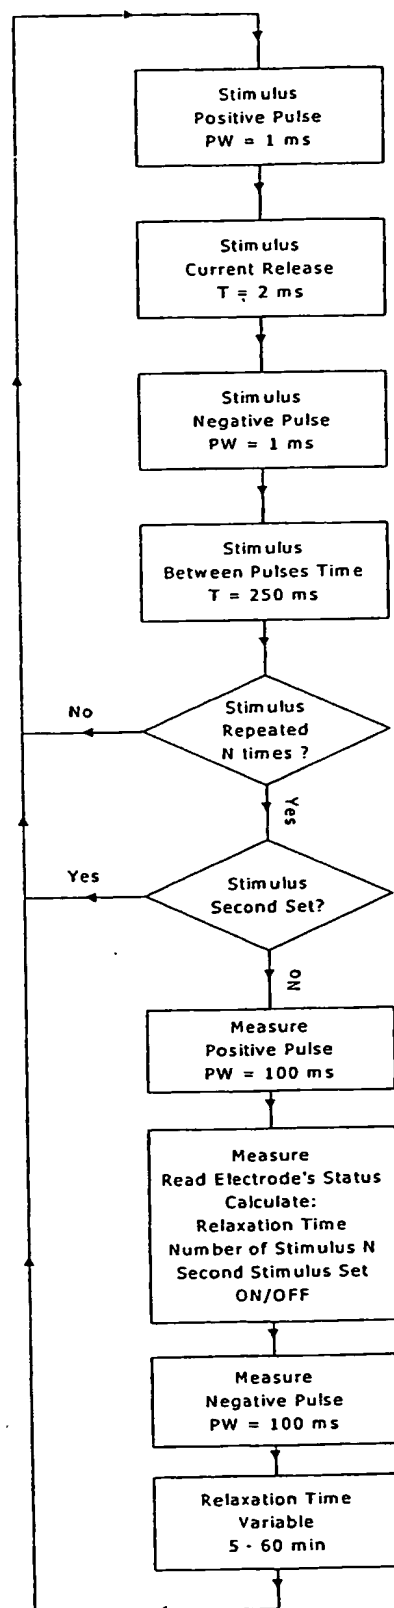 Stimulus
Positive Pulse
PW = 1 ms
Stimulus
Current Release
T = 2 ms
Stimulus
Negative Pulse
PW = 1 ms
Stimulus
Between Pulses Time
T = 250 ms
No
Stimulus
Repeated
N times ?
Yes
Yes
Stimulus
Second Set?
ON
Measure
Positive Pulse
PW = 100 ms
Measure
Read Electrode's Status
Calculate:
Relaxation Time
Number of Stimulus N
Second Stimulus Set
ON/OFF
Measure
Negative Pulse
PW = 100 ms
Relaxation Time
Variable
5 - 60 min